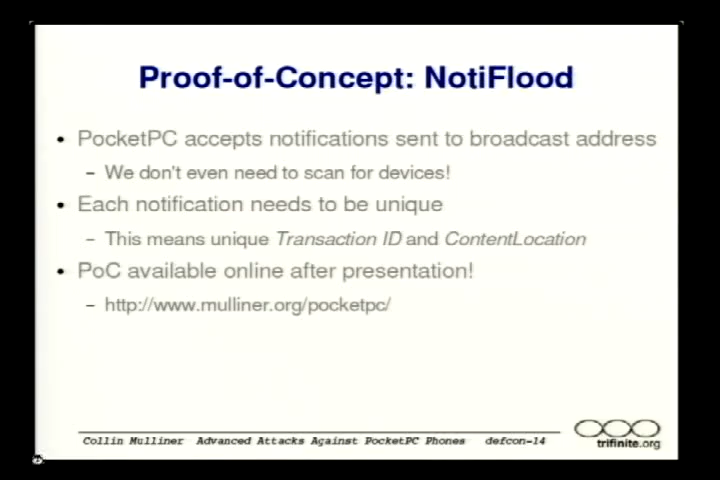 Proof-of-Concept: NotiFlood
• PocketPC accepts notifications sent to broadcast address
– We don't even need to scan for devices!
• Each notification needs to be unique
– This means unique Transaction ID and ContentLocation
• PoC available online after presentation!
– http://www.mulliner.org/pocketpc/
Collin Mulliner Advanced Attacks Against PocketPC Phones defcon-14
trifinite.org